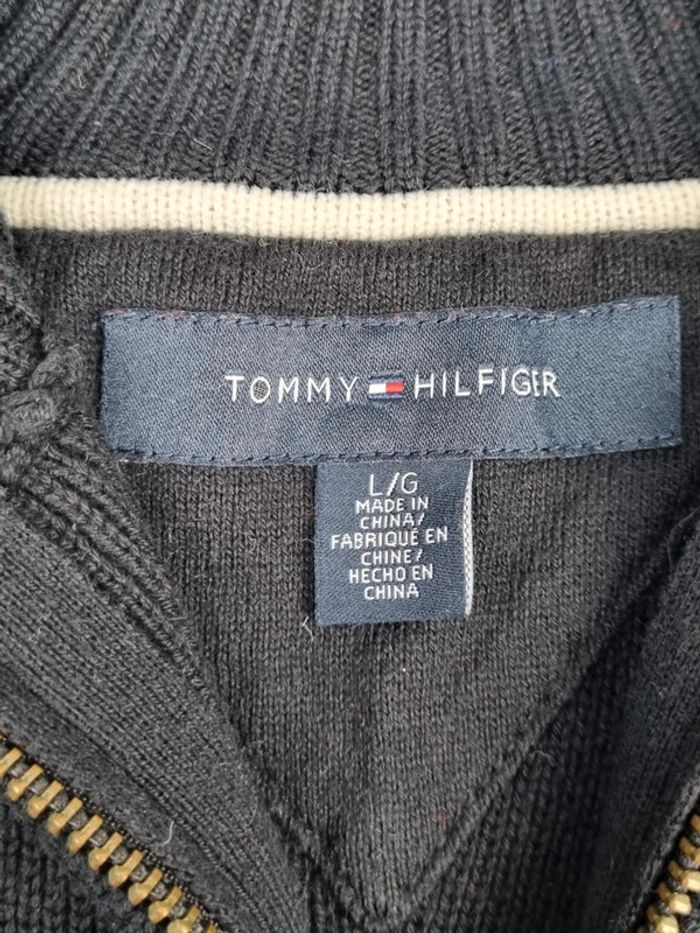 TOMMY HILFIGER
L/G
MADE IN
CHINA/
FABRIQUÉ EN
CHINE/
HECHO EN
CHINA